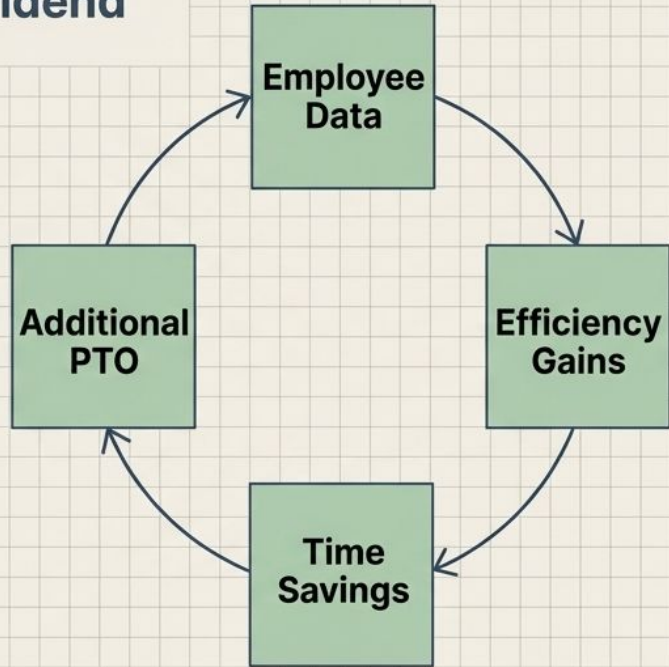 Employee
Data
Efficiency
Gains
Time
Savings
Additional
PTO